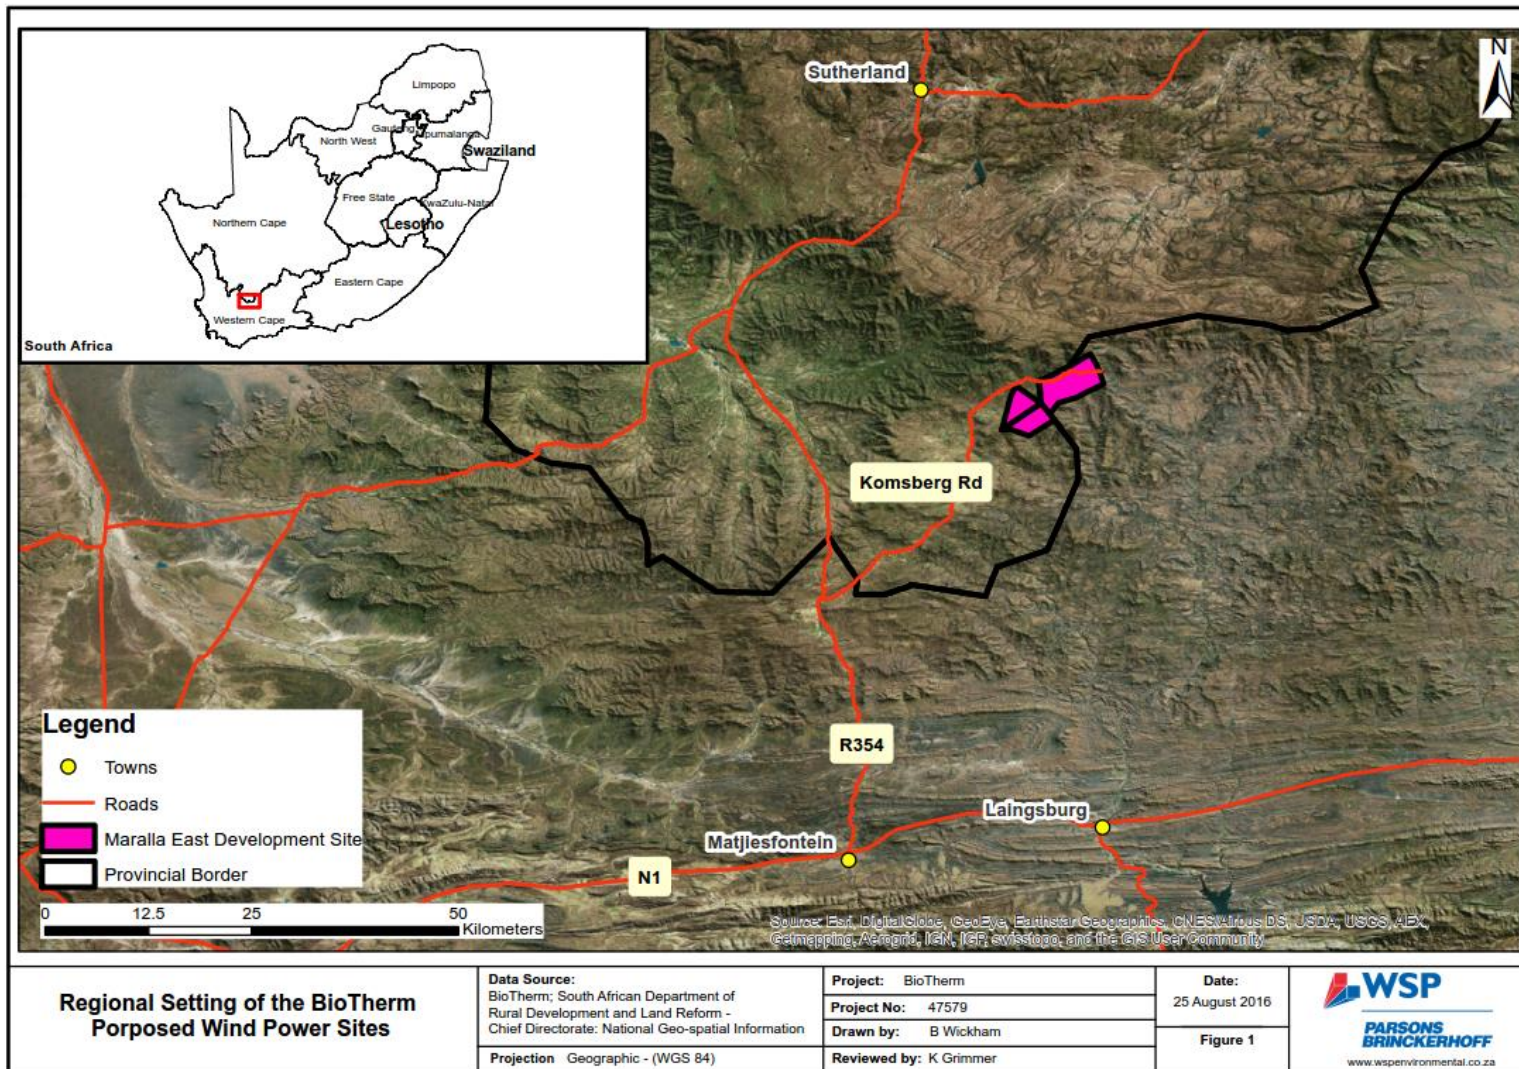 Limpopo
Gauteng
Mpumalanga
North West
Swaziland
Free State
KwaZulu-Natal
Lesotho
Northern Cape
Eastern Cape
Western Cape
South Africa
N
Sutherland
Komsberg Rd
R354
Laingsburg
Matjiesfontein
N1
Legend
Towns
Roads
Maralla East Development Site
Provincial Border
0 12.5 25 50
Kilometers
Source: Esri, DigitalGlobe, GeoEye, Earthstar Geographics, CNES/Airbus DS, USDA, USGS, AEX,
Getmapping, Aerogrid, IGN, IGP, swisstopo, and the GIS User Community
Regional Setting of the BioTherm
Porposed Wind Power Sites
Data Source:
BioTherm; South African Department of
Rural Development and Land Reform -
Chief Directorate: National Geo-spatial Information
Projection Geographic - (WGS 84)
Project: BioTherm
Project No: 47579
Drawn by: B Wickham
Reviewed by: K Grimmer
Date:
25 August 2016
Figure 1
WSP
PARSONS
BRINCKERHOFF
www.wspenvironmental.co.za